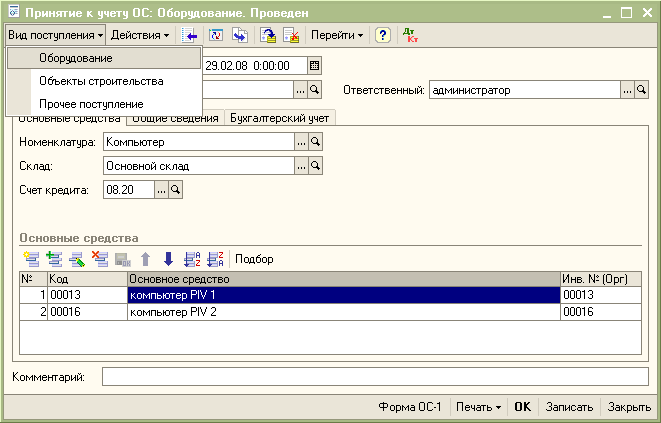 Принятие к учету ОС: Оборудование. Проведен
Вид поступления Действия Перейти ? Дт Кт
Оборудование
29.02.08 0:00:00
Объекты строительства
Ответственный: администратор
Прочее поступление
Основные средства Общие сведения Бухгалтерский учет
Номенклатура: Компьютер ...
Склад: Основной склад ...
Счет кредита: 08.20 ...
Основные средства
Подбор
№ Код Основное средство Инв. № (Орг)
1 00013 компьютер PIV 1 00013
2 00016 компьютер PIV 2 00016
Комментарий:
Форма ОС-1 Печать OK Записать Закрыть